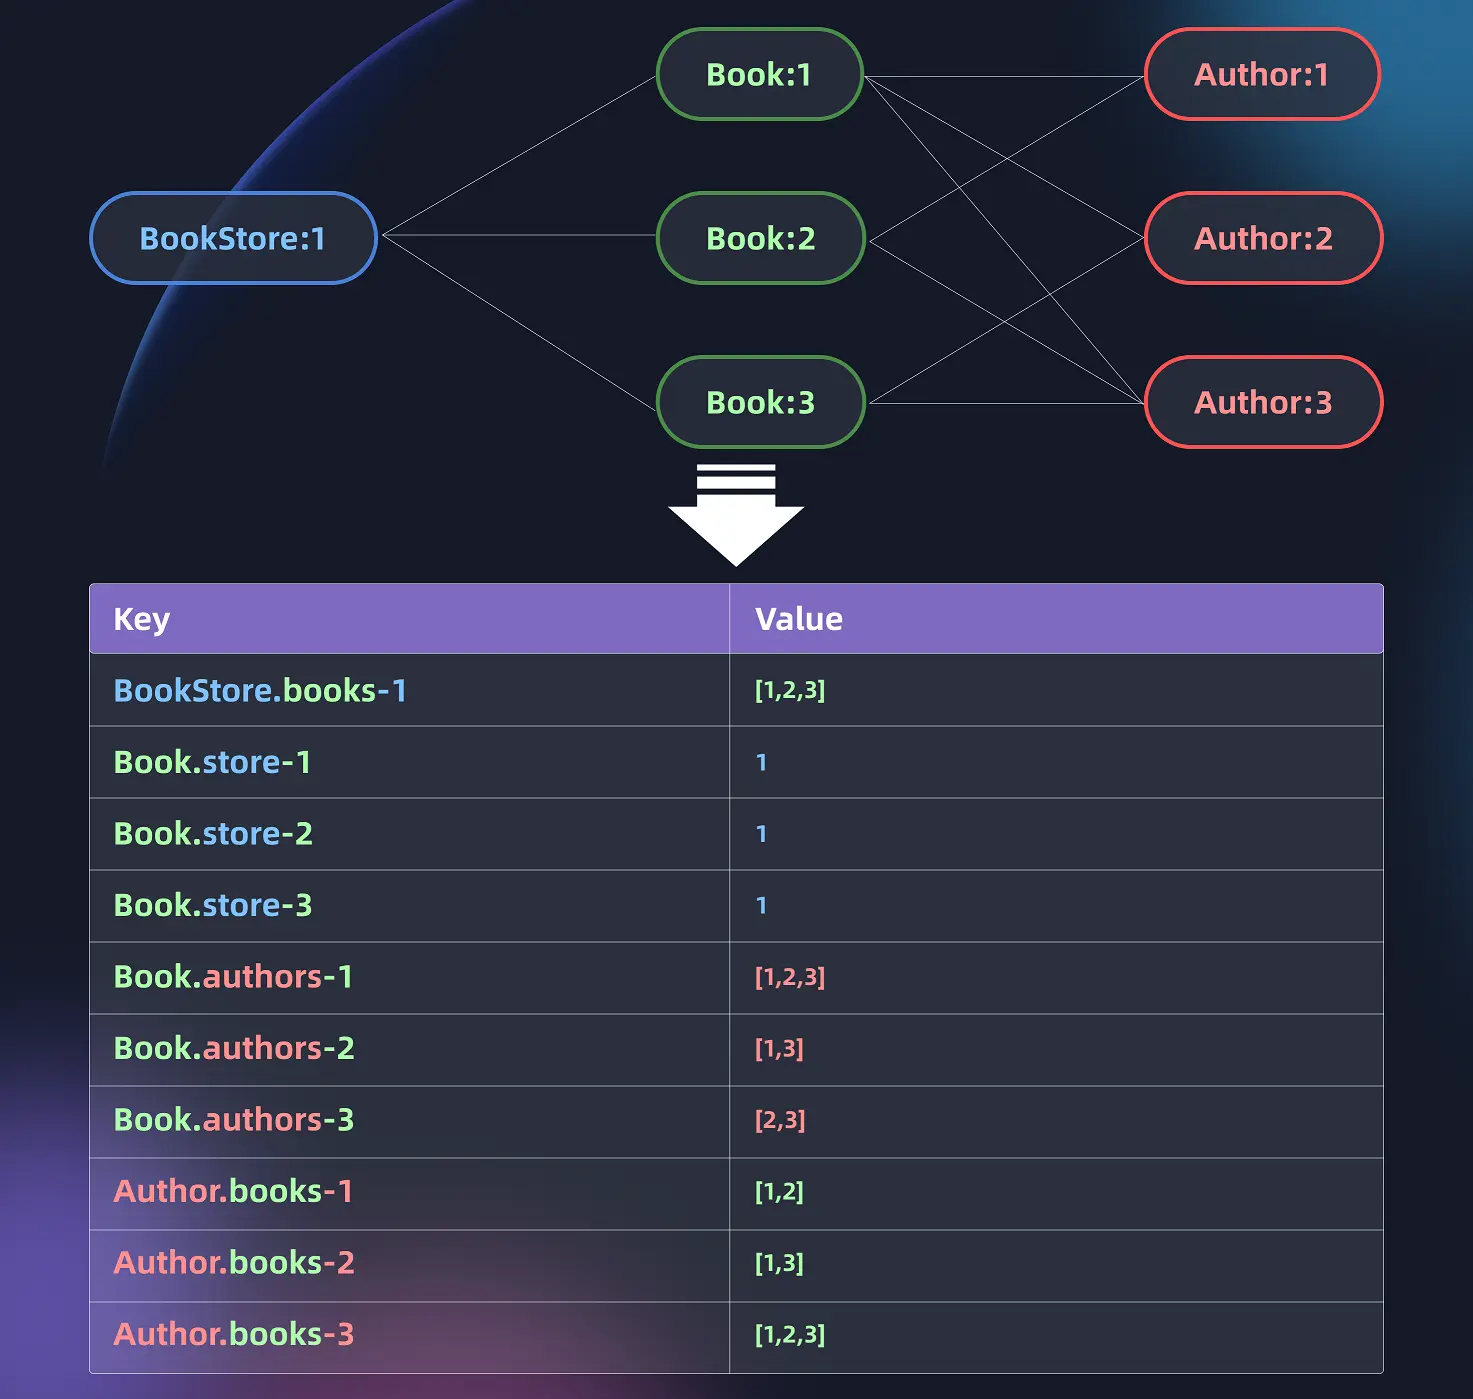 Book:1 Author:1
BookStore:1 Book:2 Author:2
Book:3 Author:3
Key Value
BookStore.books-1 [1,2,3]
Book.store-1 1
Book.store-2 1
Book.store-3 1
Book.authors-1 [1,2,3]
Book.authors-2 [1,3]
Book.authors-3 [2,3]
Author.books-1 [1,2]
Author.books-2 [1,3]
Author.books-3 [1,2,3]